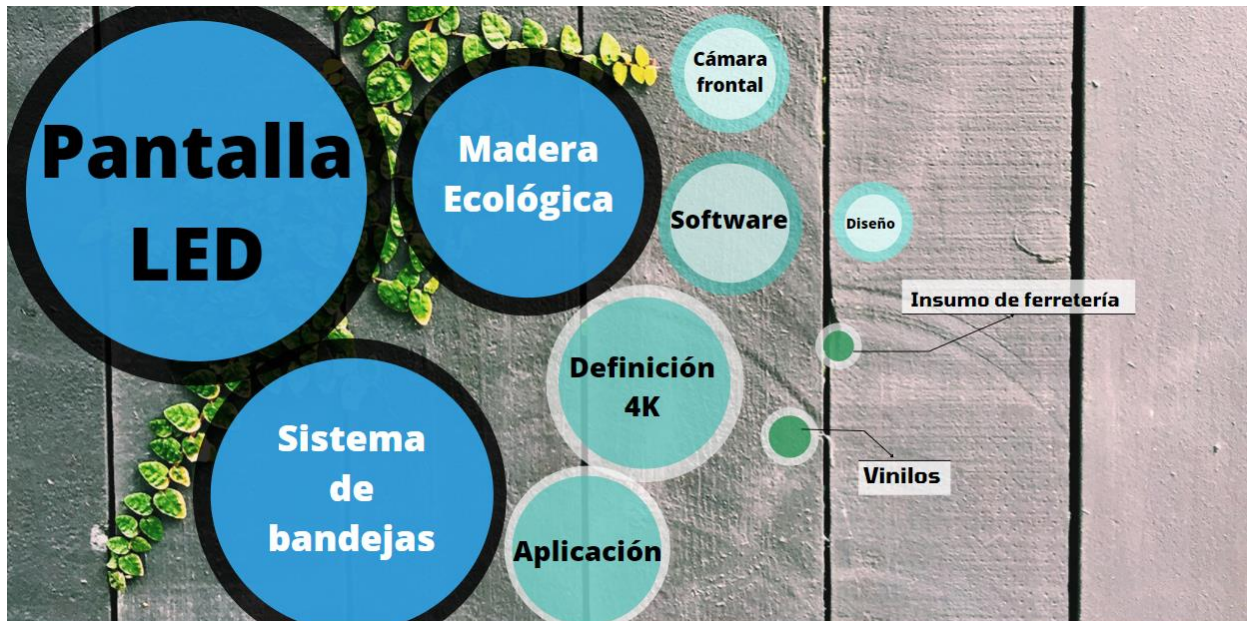 Pantalla
LED
Madera
Ecológica
Cámara
frontal
Software
Diseño
Insumo de ferretería
Definición
4K
Vinilos
Sistema
de
bandejas
Aplicación